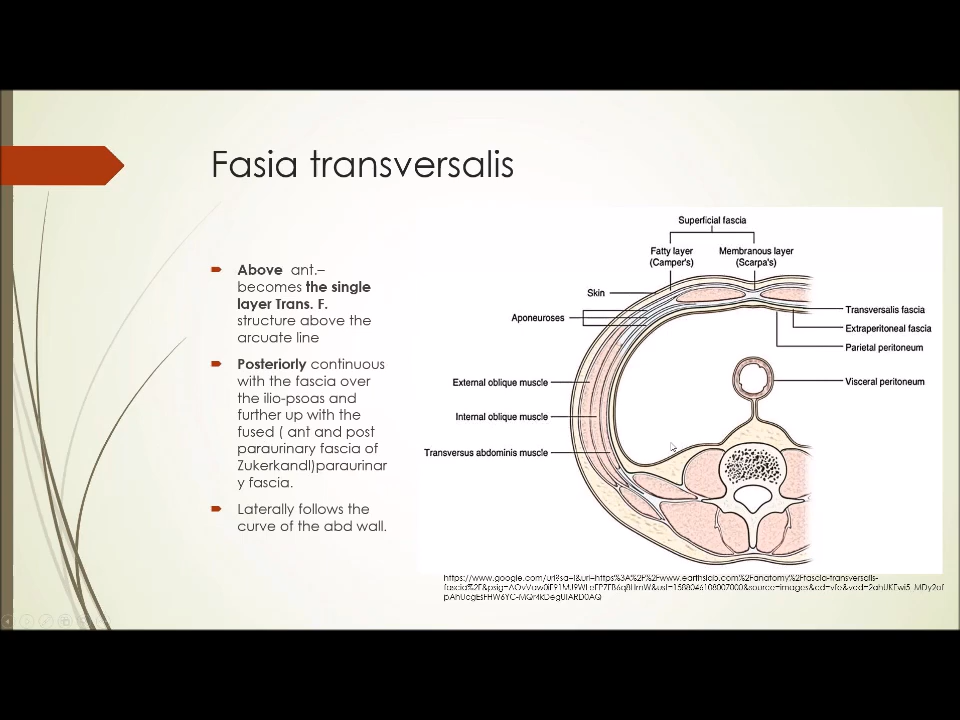 Fasia transversalis
Above ant.–
becomes the single
layer Trans. F.
structure above the
arcuate line
Posteriorly continuous
with the fascia over
the ilio-psoas and
further up with the
fused ( ant and post
paraurinary fascia of
Zukerkandl)paraurinar
y fascia.
Laterally follows the
curve of the abd wall.
Superficial fascia
Fatty layer
(Camper's)
Membranous layer
(Scarpa's)
Skin
Aponeuroses
External oblique muscle
Internal oblique muscle
Transversus abdominis muscle
Transversalis fascia
Extraperitoneal fascia
Parietal peritoneum
Visceral peritoneum